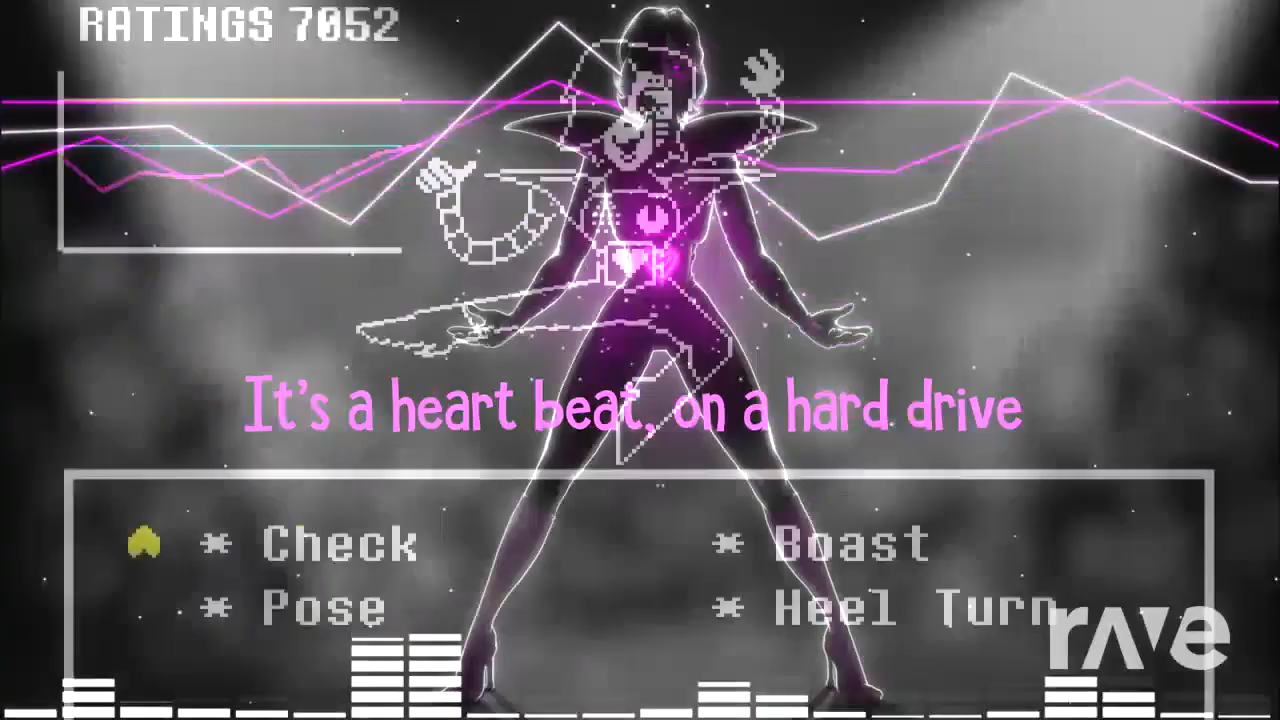 RATINGS 7052
It's a heart beat, on a hard drive
* Check * Boast
* Pose * Heel Turn
rave